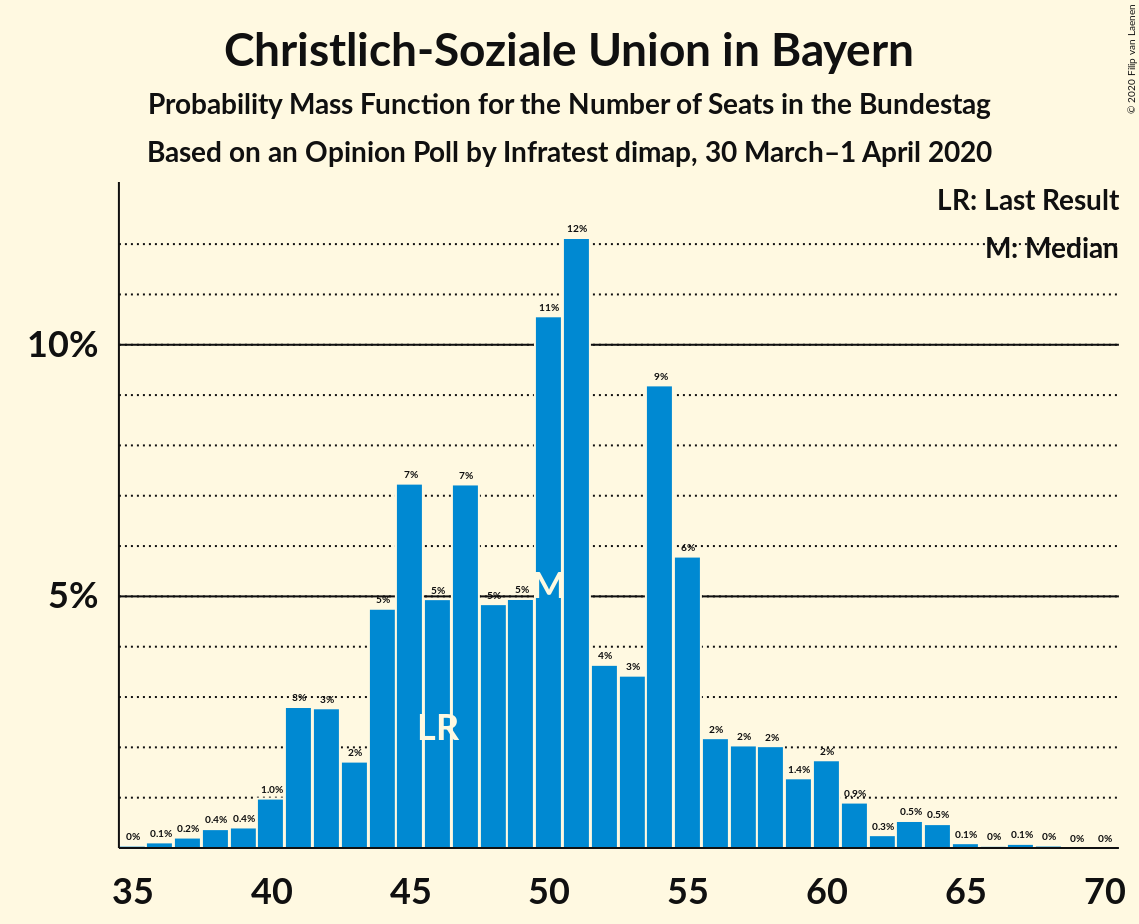 Christlich-Soziale Union in Bayern
Probability Mass Function for the Number of Seats in the Bundestag
Based on an Opinion Poll by Infratest dimap, 30 March–1 April 2020
© 2020 Filip van Laenen
LR: Last Result
M: Median
10%
5%
0% 0.1% 0.2% 0.4% 0.4% 1.0% 3% 3% 2% 5% 7% 5% 7% 5% 5% 11% 12% 4% 3% 9% 6% 2% 2% 2% 1.4% 2% 0.9% 0.3% 0.5% 0.5% 0.1% 0% 0.1% 0% 0% 0%
M
LR
35 40 45 50 55 60 65 70